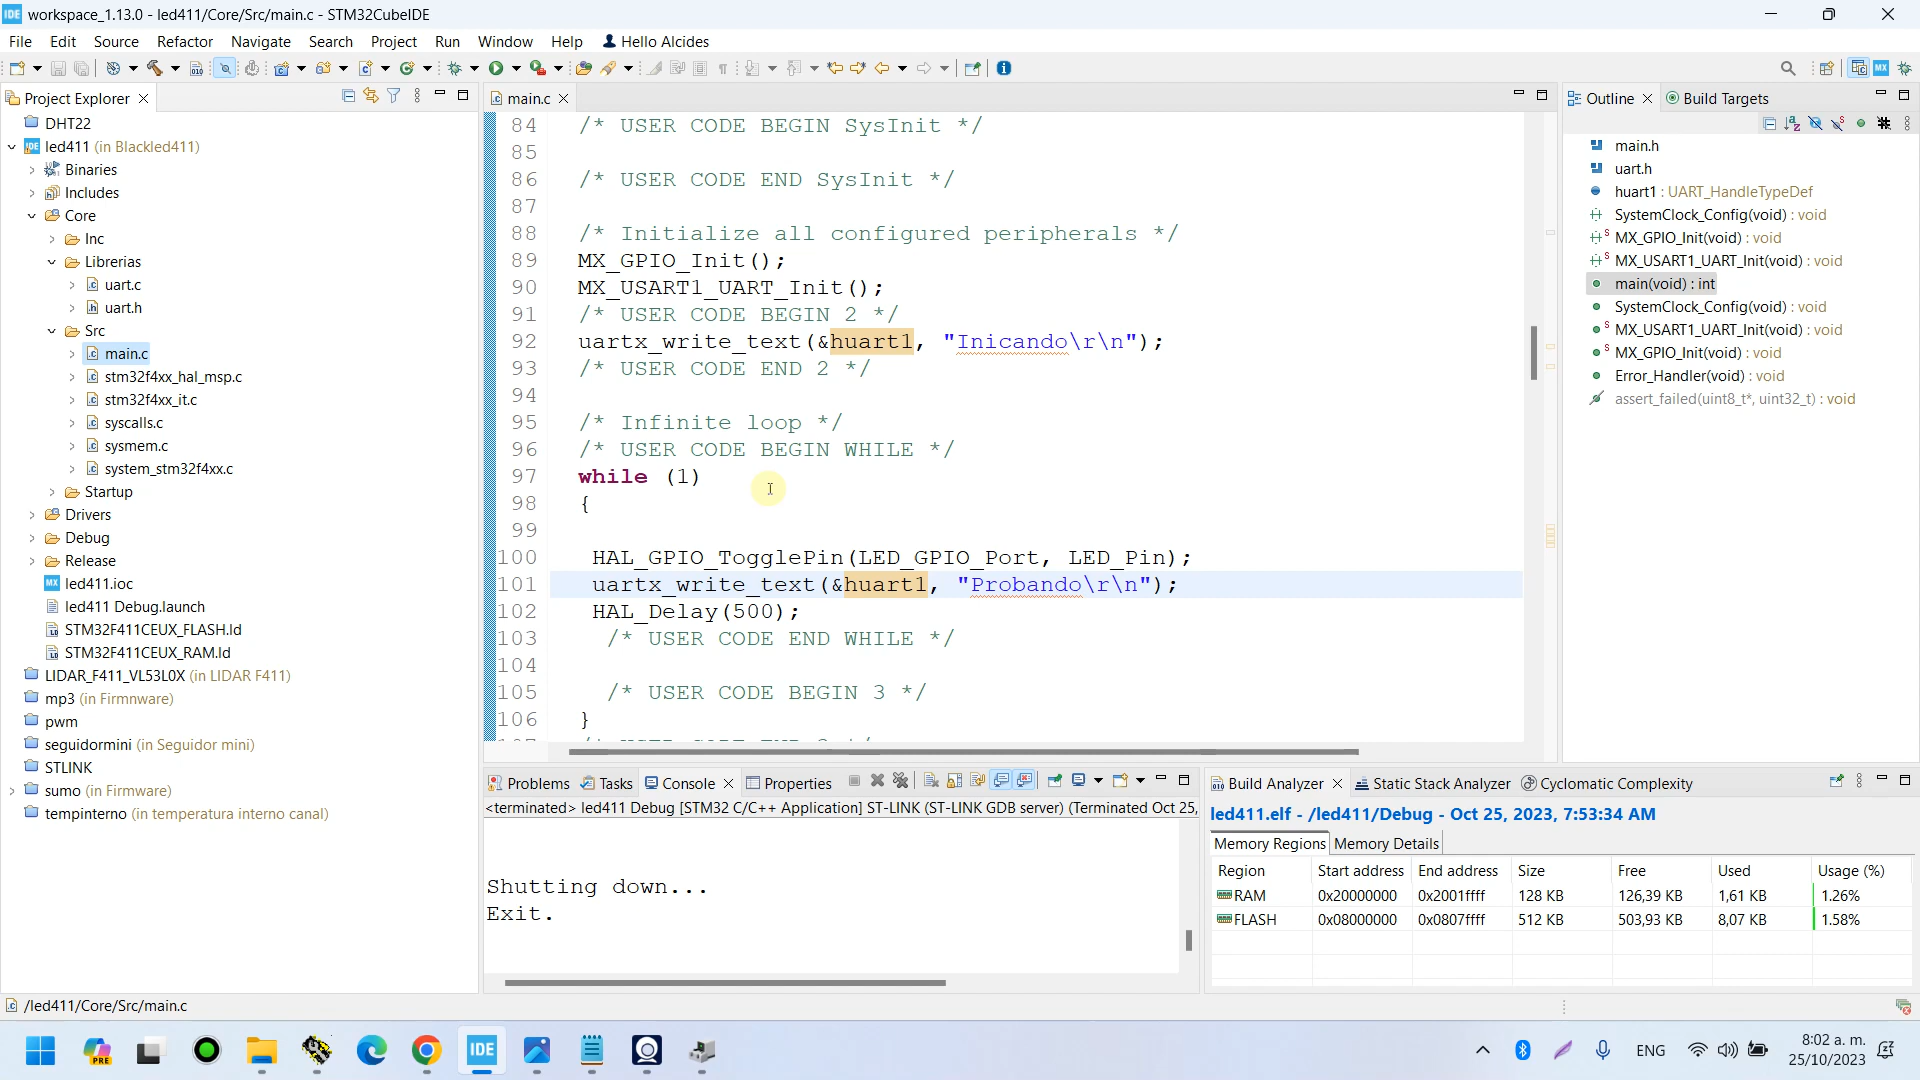 IDE workspace_1.13.0 - led411/Core/Src/main.c - STM32CubeIDE
File Edit Source Refactor Navigate Search Project Run Window Help Hello Alcides
Project Explorer
DHT22
led411 (in Blackled411)
Binaries
Includes
Core
Inc
Librerias
uart.c
uart.h
Src
main.c
stm32f4xx_hal_msp.c
stm32f4xx_it.c
syscalls.c
sysmem.c
system_stm32f4xx.c
Startup
Drivers
Debug
Release
led411.ioc
led411 Debug.launch
STM32F411CEUX_FLASH.ld
STM32F411CEUX_RAM.ld
LIDAR_F411_VL53L0X (in LIDAR F411)
mp3 (in Firmnware)
pwm
seguidormini (in Seguidor mini)
STLINK
sumo (in Firmware)
tempinterno (in temperatura interno canal)
main.c
84 /* USER CODE BEGIN SysInit */
85
86 /* USER CODE END SysInit */
87
88 /* Initialize all configured peripherals */
89 MX_GPIO_Init();
90 MX_USART1_UART_Init();
91 /* USER CODE BEGIN 2 */
92 uartx_write_text(&huart1, "Inicando\r\n");
93 /* USER CODE END 2 */
94
95 /* Infinite loop */
96 /* USER CODE BEGIN WHILE */
97 while (1)
98 {
99
100 HAL_GPIO_TogglePin(LED_GPIO_Port, LED_Pin);
101 uartx_write_text(&huart1, "Probando\r\n");
102 HAL_Delay(500);
103 /* USER CODE END WHILE */
104
105 /* USER CODE BEGIN 3 */
106 }
Outline Build Targets
main.h
uart.h
huart1 : UART_HandleTypeDef
SystemClock_Config(void) : void
MX_GPIO_Init(void) : void
MX_USART1_UART_Init(void) : void
main(void) : int
SystemClock_Config(void) : void
MX_USART1_UART_Init(void) : void
MX_GPIO_Init(void) : void
Error_Handler(void) : void
assert_failed(uint8_t*, uint32_t) : void
Problems Tasks Console Properties
<terminated> led411 Debug [STM32 C/C++ Application] ST-LINK (ST-LINK GDB server) (Terminated Oct 25,
Shutting down...
Exit.
Build Analyzer Static Stack Analyzer Cyclomatic Complexity
led411.elf - /led411/Debug - Oct 25, 2023, 7:53:34 AM
Memory Regions Memory Details
Region Start address End address Size Free Used Usage (%)
RAM 0x20000000 0x2001ffff 128 KB 126,39 KB 1,61 KB 1.26%
FLASH 0x08000000 0x0807ffff 512 KB 503,93 KB 8,07 KB 1.58%
/led411/Core/Src/main.c
PRE
IDE
ENG
8:02 a. m.
25/10/2023